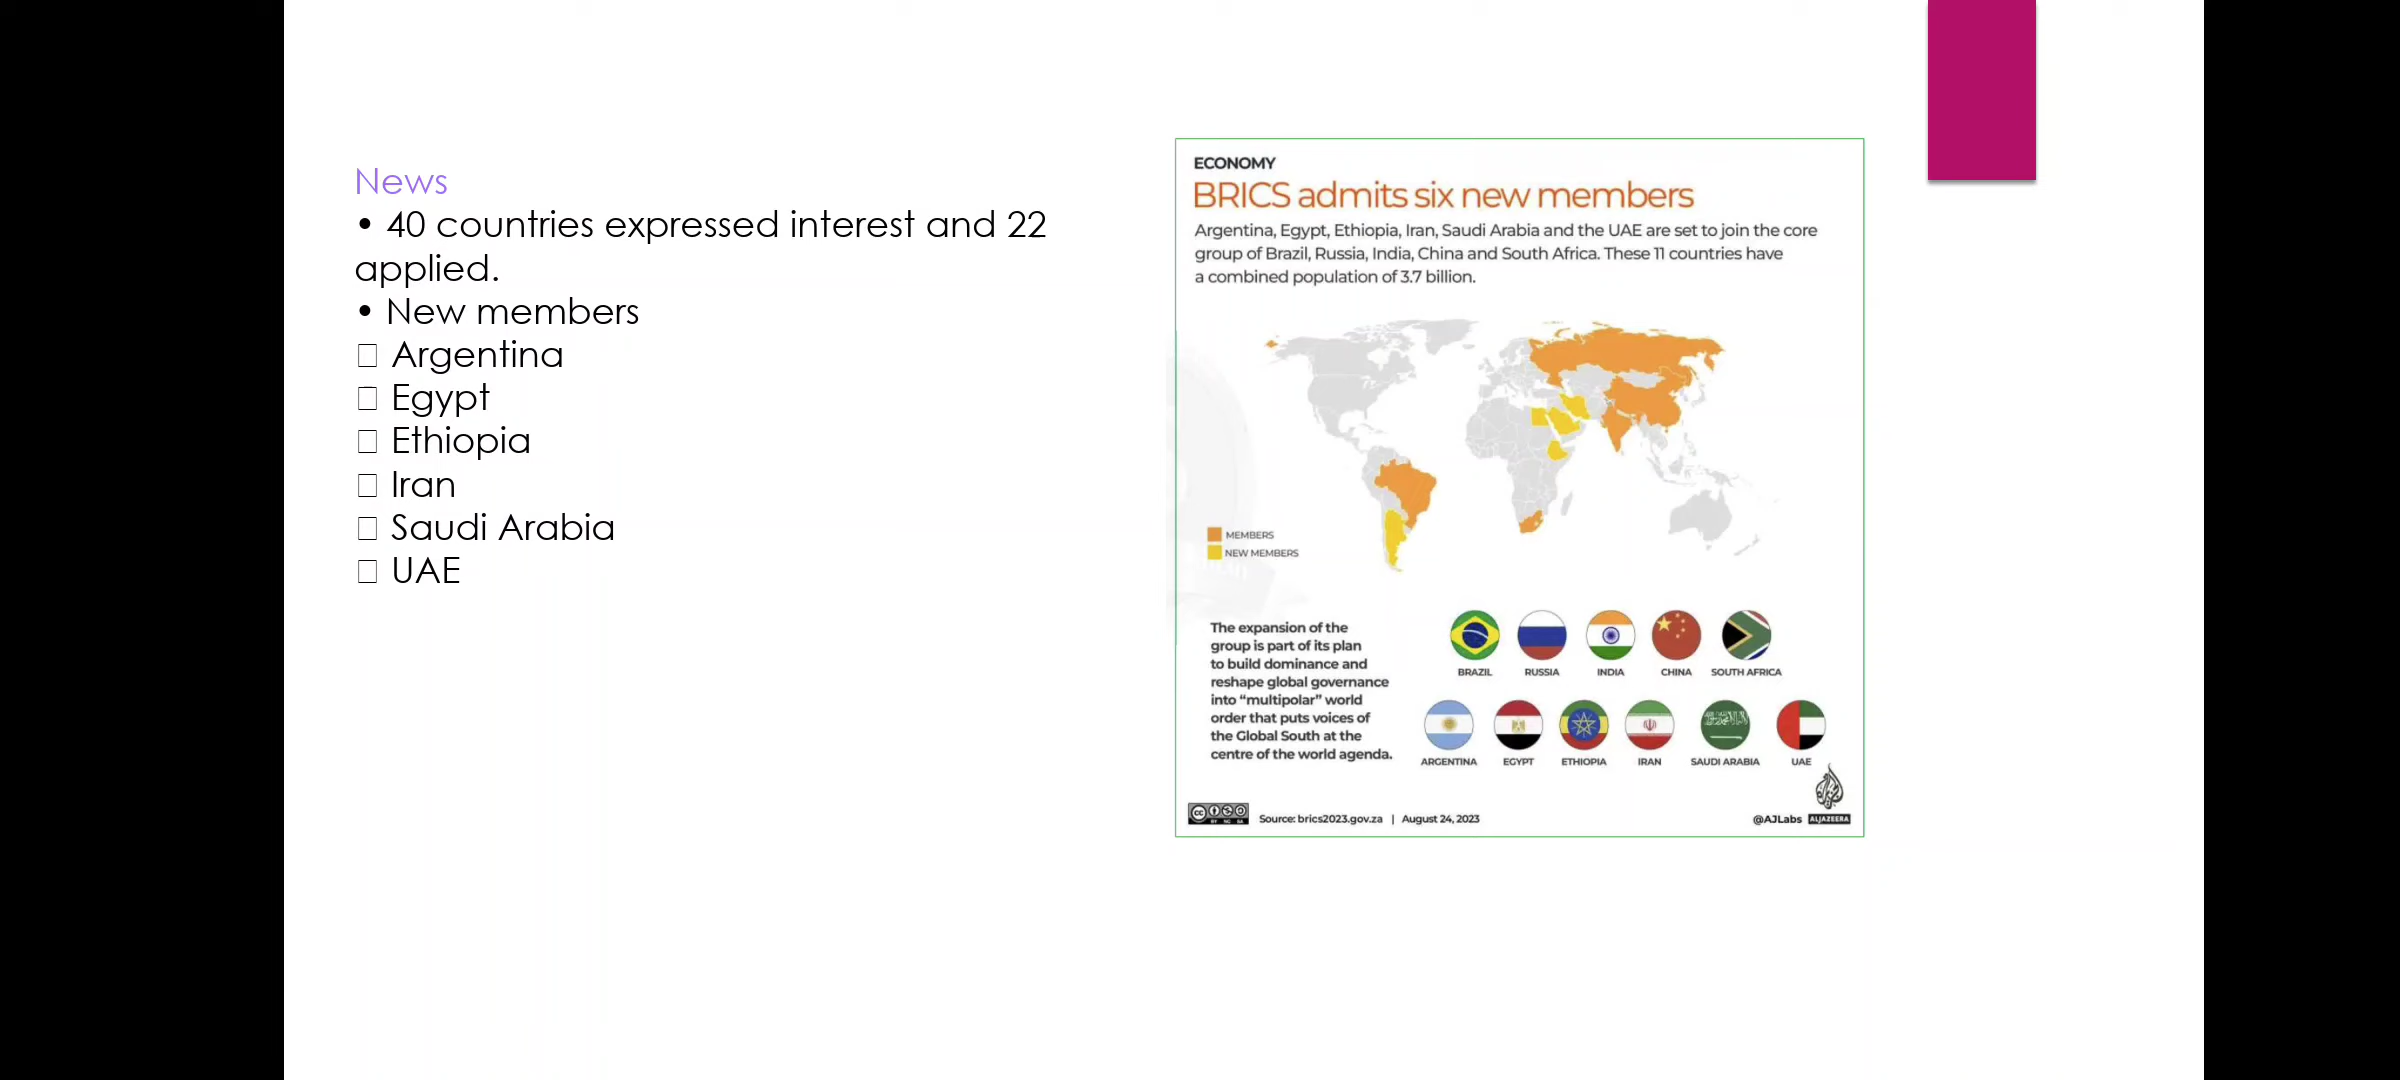 News
• 40 countries expressed interest and 22
applied.
• New members
□ Argentina
□ Egypt
□ Ethiopia
□ Iran
□ Saudi Arabia
□ UAE
ECONOMY
BRICS admits six new members
Argentina, Egypt, Ethiopia, Iran, Saudi Arabia and the UAE are set to join the core
group of Brazil, Russia, India, China and South Africa. These 11 countries have
a combined population of 3.7 billion.
MEMBERS
NEW MEMBERS
The expansion of the
group is part of its plan
to build dominance and
reshape global governance
into “multipolar” world
order that puts voices of
the Global South at the
centre of the world agenda.
BRAZIL RUSSIA INDIA CHINA SOUTH AFRICA
ARGENTINA EGYPT ETHIOPIA IRAN SAUDI ARABIA UAE
cc BY NC SA
Source: brics2023.gov.za | August 24, 2023
@AJLabs ALJAZEERA